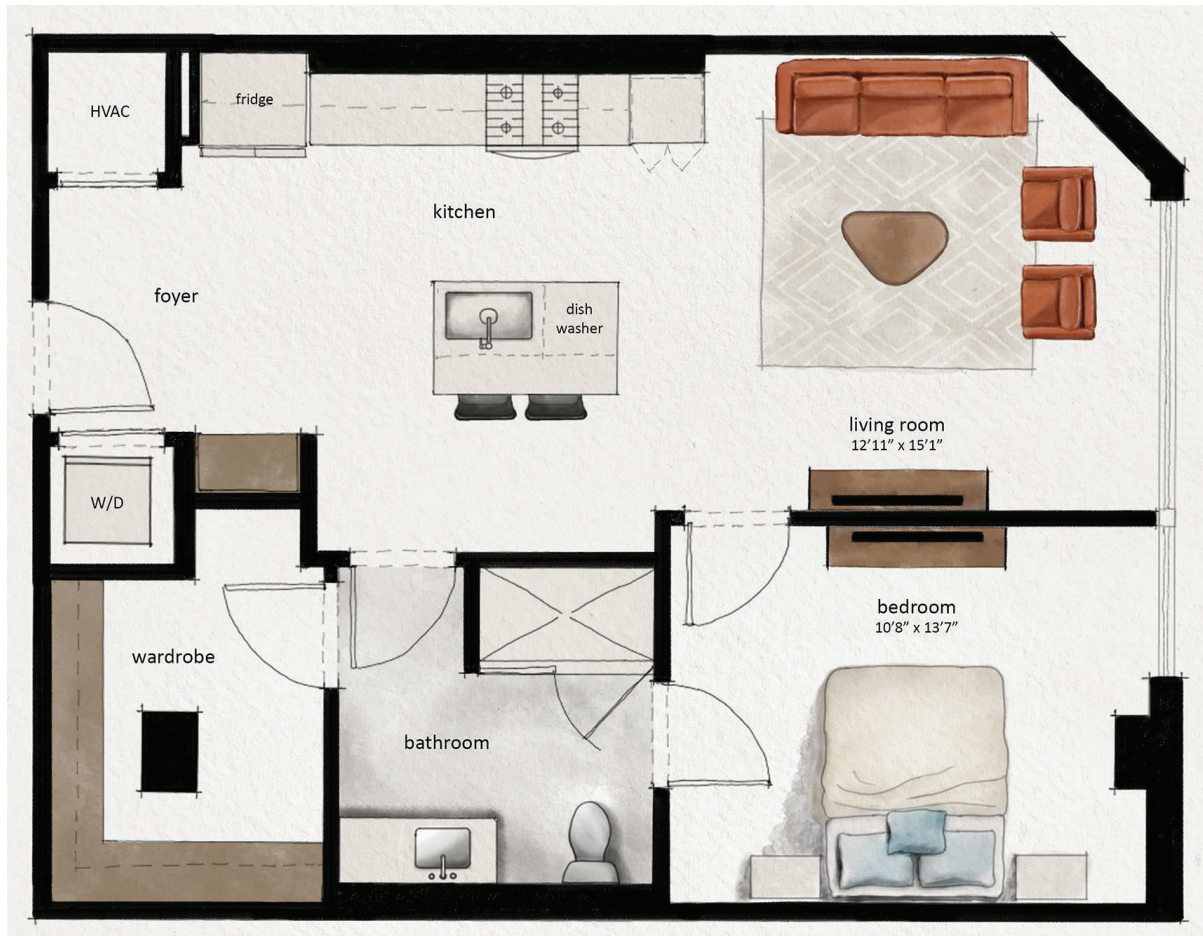 HVAC
fridge
kitchen
foyer
dish
washer
living room
12'11" x 15'1"
W/D
bedroom
10'8" x 13'7"
wardrobe
bathroom